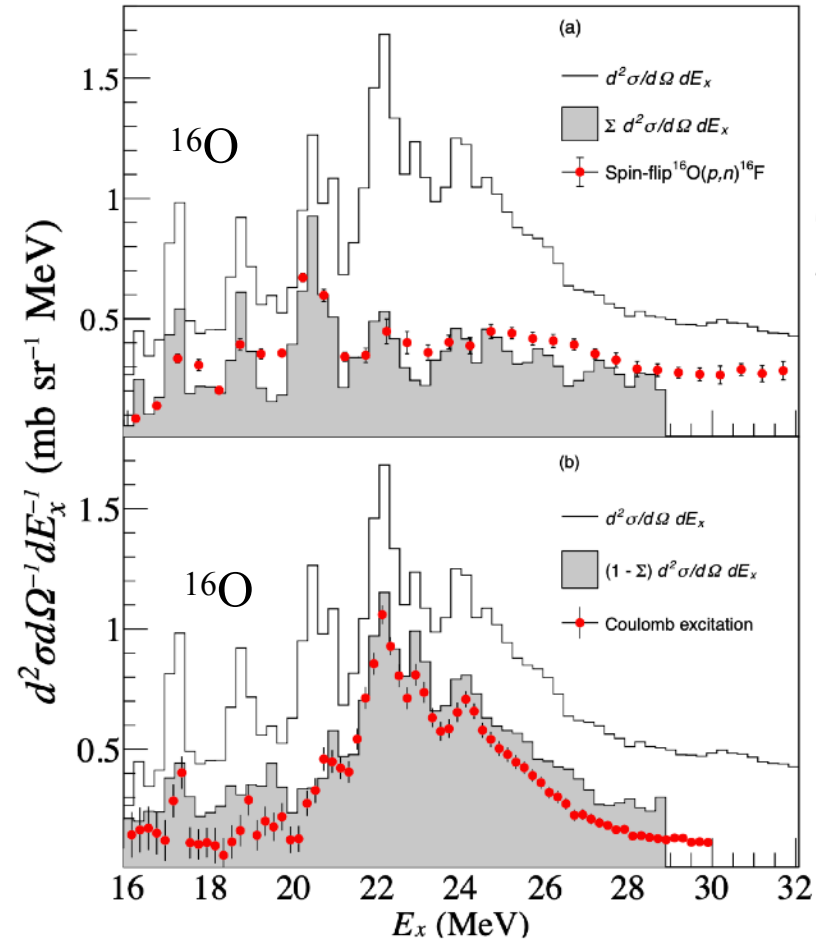 (a)
d²σ/dΩ dEₓ
Σ d²σ/dΩ dEₓ
Spin-flip¹⁶O(p,n)¹⁶F
¹⁶O
1.5
1
0.5
d²σdΩ⁻¹dEₓ⁻¹ (mb sr⁻¹ MeV)
(b)
d²σ/dΩ dEₓ
(1 - Σ) d²σ/dΩ dEₓ
Coulomb excitation
¹⁶O
1.5
1
0.5
16 18 20 22 24 26 28 30 32
Eₓ (MeV)